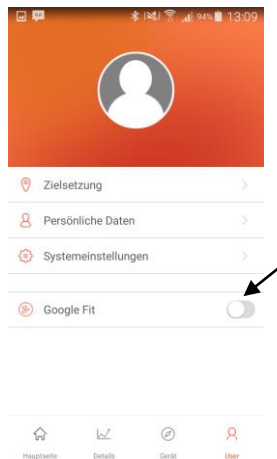 94% 13:09
Zielsetzung
Persönliche Daten
Systemeinstellungen
Google Fit
Hauptseite Details Gerät User